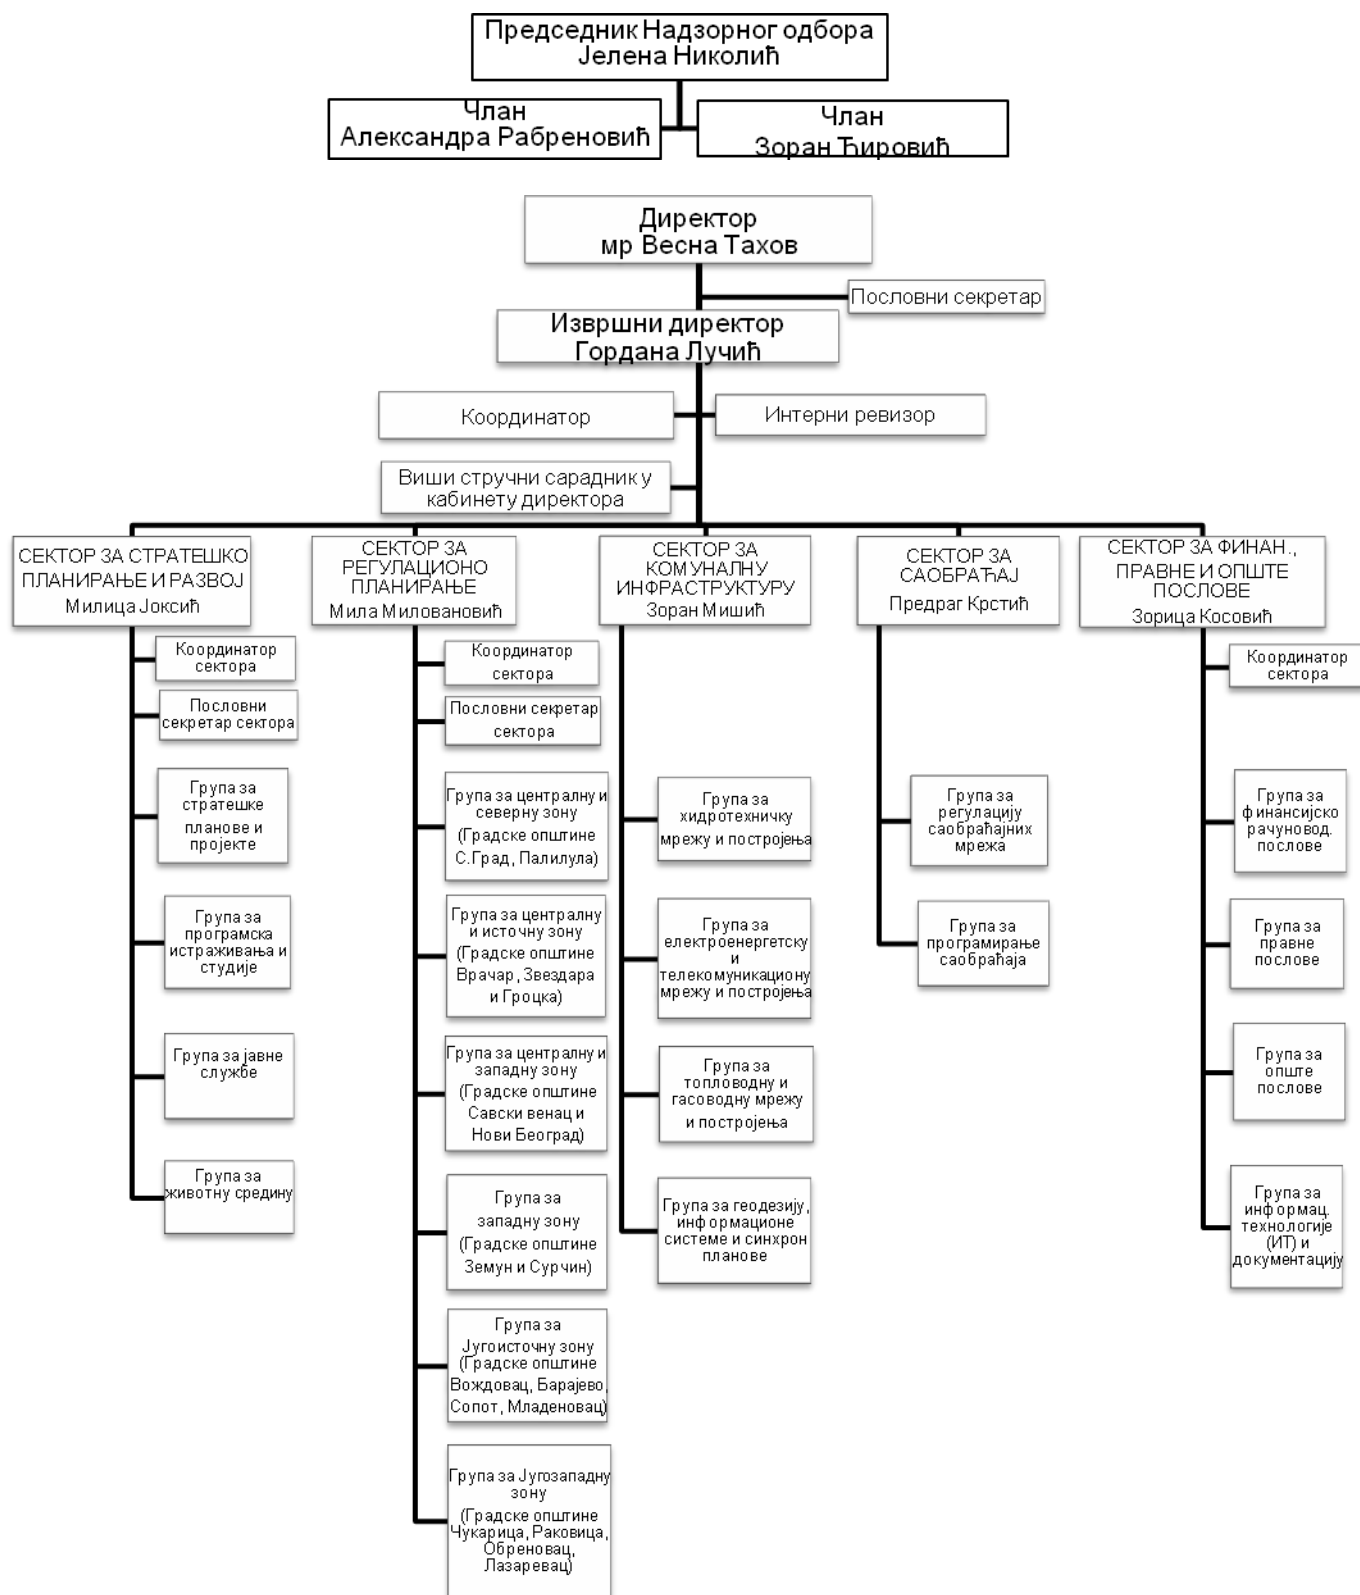 Председник Надзорног одбора
Јелена Николић
Члан
Александра Рабреновић
Члан
Зоран Ћировић
Директор
мр Весна Тахов
Пословни секретар
Извршни директор
Гордана Лучић
Координатор
Интерни ревизор
Виши стручни сарадник у
кабинету директора
СЕКТОР ЗА СТРАТЕШКО
ПЛАНИРАЊЕ И РАЗВОЈ
Милица Јоксић
Координатор
сектора
Пословни
секретар сектора
Група за
стратешке
планове и
пројекте
Група за
програмска
истраживања и
студије
Група за јавне
службе
Група за
животну средину
СЕКТОР ЗА
РЕГУЛАЦИОНО
ПЛАНИРАЊЕ
Мила Миловановић
Координатор
сектора
Пословни секретар
сектора
Група за централну и
северну зону
(Градске општине
С.Град, Палилула)
Група за централну
и источну зону
(Градске општине
Врачар, Звездара
и Гроцка)
Група за централну и
западну зону
(Градске општине
Савски венац и
Нови Београд)
Група за
западну зону
(Градске општине
Земун и Сурчин)
Група за
Југоисточну зону
(Градске општине
Вождовац, Барајево,
Сопот, Младеновац)
Група за Југозападну
зону
(Градске општине
Чукарица, Раковица,
Обреновац,
Лазаревац)
СЕКТОР ЗА
КОМУНАЛНУ
ИНФРАСТРУКТУРУ
Зоран Мишић
Група за
хидротехничку
мрежу и постројења
Група за
електроенергетску
и
телекомуникациону
мрежу и постројења
Група за
топловодну и
гасоводну мрежу
и постројења
Група за геодезију,
информационе
системе и синхрон
планове
СЕКТОР ЗА
САОБРАЋАЈ
Предраг Крстић
Група за
регулацију
саобраћајних
мрежа
Група за
програмирање
саобраћаја
СЕКТОР ЗА ФИНАН.,
ПРАВНЕ И ОПШТЕ
ПОСЛОВЕ
Зорица Косовић
Координатор
сектора
Група за
финансијско
рачуновод.
послове
Група за
правне
послове
Група за
опште
послове
Група за
информац.
технологије
(ИТ) и
документацију